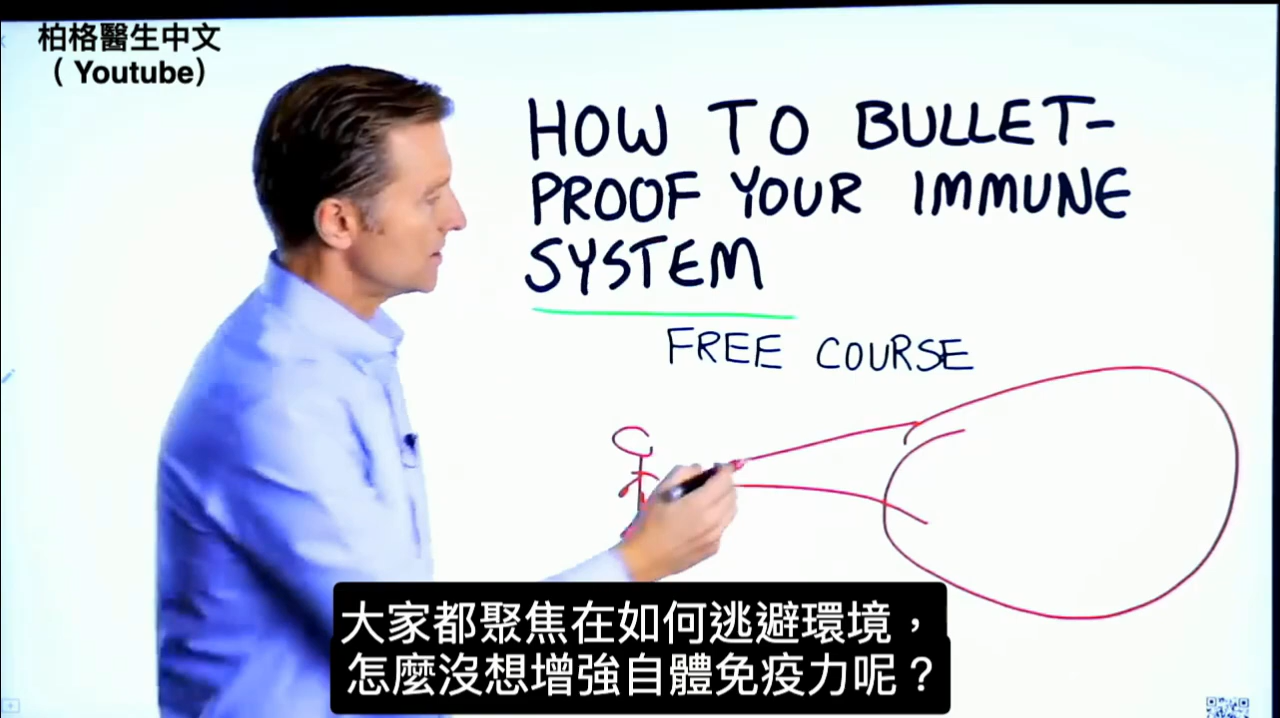 柏格醫生中文
( Youtube)
HOW TO BULLET-
PROOF YOUR IMMUNE
SYSTEM
FREE COURSE
大家都聚焦在如何逃避環境，
怎麼沒想增強自體免疫力呢？